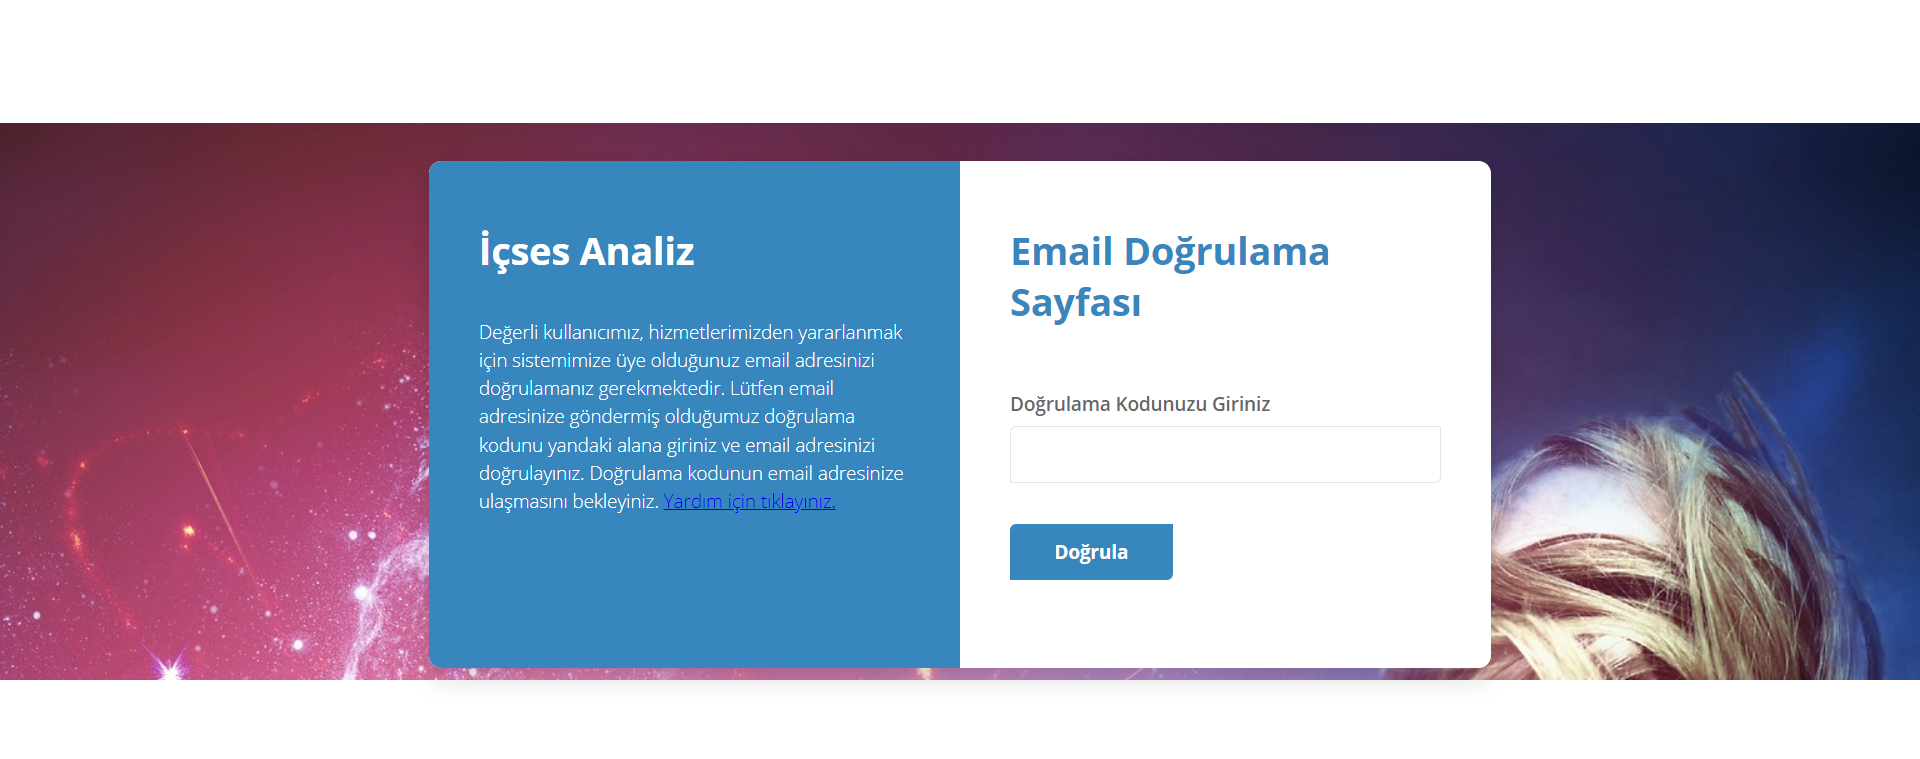 İçses Analiz
Değerli kullanıcımız, hizmetlerimizden yararlanmak
için sistemimize üye olduğunuz email adresinizi
doğrulamanız gerekmektedir. Lütfen email
adresinize göndermiş olduğumuz doğrulama
kodunu yandaki alana giriniz ve email adresinizi
doğrulayınız. Doğrulama kodunun email adresinize
ulaşmasını bekleyiniz. Yardım için tıklayınız.
Email Doğrulama
Sayfası
Doğrulama Kodunuzu Giriniz
Doğrula